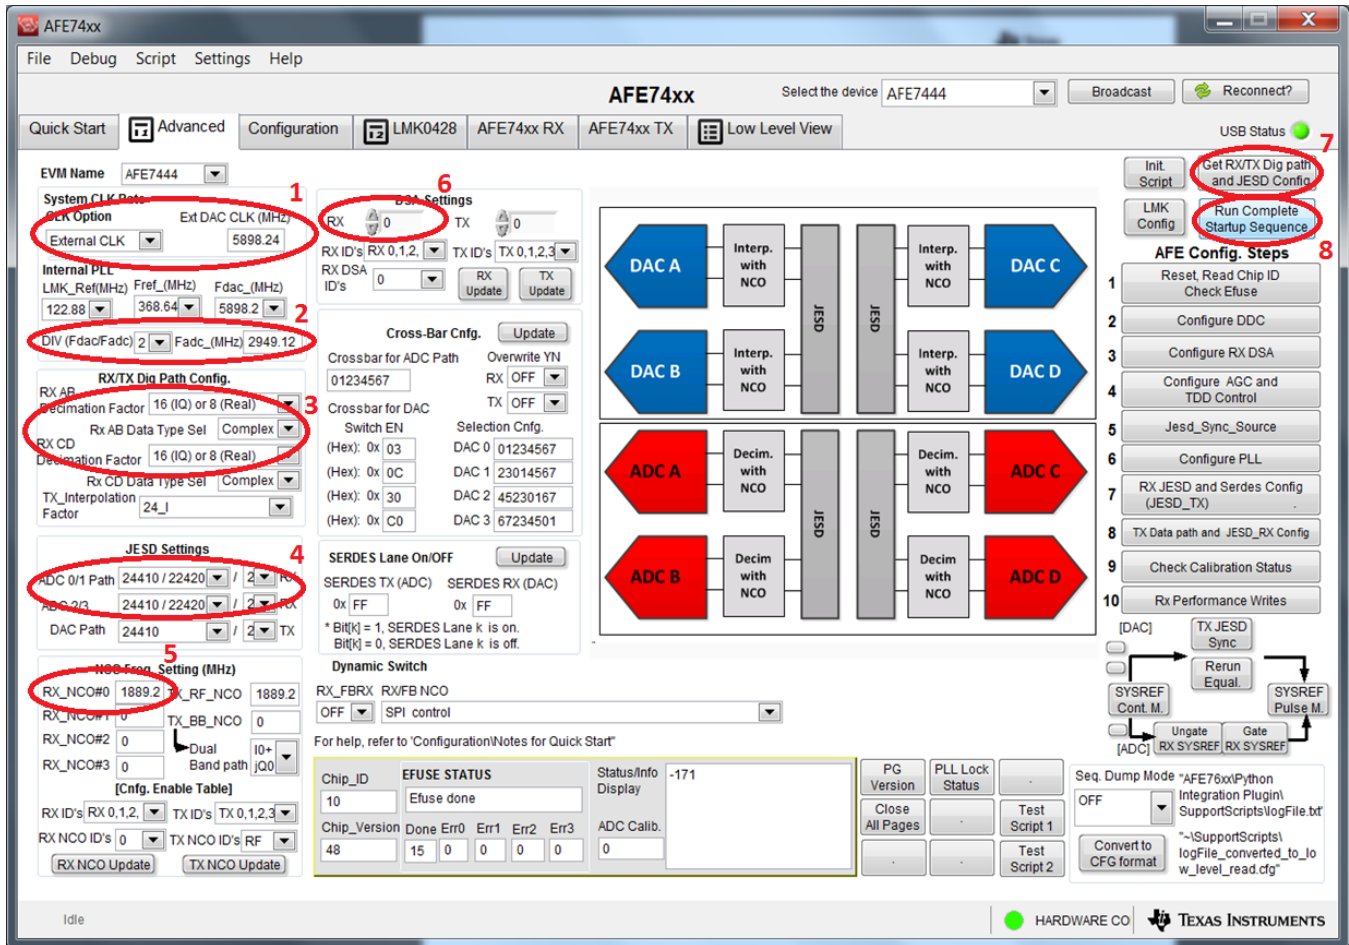 AFE74xx
File Debug Script Settings Help
AFE74xx
Select the device AFE7444
Broadcast
Reconnect?
Quick Start
Advanced
Configuration
LMK0428
AFE74xx RX
AFE74xx TX
Low Level View
USB Status
7
EVM Name AFE7444
System CLK Rate
1
CLK Option Ext DAC CLK (MHz)
External CLK 5898.24
Internal PLL
LMK_Ref(MHz) Fref_(MHz) Fdac_(MHz)
122.88 368.64 5898.2
2
DIV (Fdac/Fadc) 2 Fadc_(MHz) 2949.12
RX/TX Dig Path Config.
RX AB
Decimation Factor 16 (IQ) or 8 (Real)
3
Rx AB Data Type Sel Complex
RX CD
Decimation Factor 16 (IQ) or 8 (Real)
Rx CD Data Type Sel Complex
TX_Interpolation
Factor 24_I
JESD Settings
4
ADC 0/1 Path 24410 / 22420 / 2 RX
ADC 2/3 24410 / 22420 / 2 RX
DAC Path 24410 / 2 TX
5
NCO Freq. Setting (MHz)
RX_NCO#0 1889.2 TX_RF_NCO 1889.2
RX_NCO#1 0 TX_BB_NCO 0
RX_NCO#2 0 Dual I0+
RX_NCO#3 0 Band path jQ0
[Cnfg. Enable Table]
RX ID's RX 0,1,2, TX ID's TX 0,1,2,3
RX NCO ID's 0 TX NCO ID's RF
RX NCO Update TX NCO Update
6
DSA Settings
RX 0 TX 0
RX ID's RX 0,1,2, TX ID's TX 0,1,2,3
RX DSA
ID's 0
RX
Update
TX
Update
Cross-Bar Cnfg. Update
Crossbar for ADC Path Overwrite YN
01234567 RX OFF
Crossbar for DAC TX OFF
Switch EN Selection Cnfg.
(Hex): 0x 03 DAC 0 01234567
(Hex): 0x 0C DAC 1 23014567
(Hex): 0x 30 DAC 2 45230167
(Hex): 0x C0 DAC 3 67234501
SERDES Lane On/OFF Update
SERDES TX (ADC) SERDES RX (DAC)
0x FF 0x FF
* Bit[k] = 1, SERDES Lane k is on.
Bit[k] = 0, SERDES Lane k is off.
Dynamic Switch
RX_FBRX RX/FB NCO
OFF SPI control
For help, refer to 'Configuration\Notes for Quick Start"
DAC A
Interp.
with
NCO
JESD
JESD
Interp.
with
NCO
DAC C
DAC B
Interp.
with
NCO
Interp.
with
NCO
DAC D
ADC A
Decim.
with
NCO
JESD
JESD
Decim.
with
NCO
ADC C
ADC B
Decim
with
NCO
Decim
with
NCO
ADC D
Init.
Script
Get RX/TX Dig path
and JESD Config
LMK
Config
Run Complete
Startup Sequence
8
AFE Config. Steps
1 Reset, Read Chip ID
Check Efuse
2 Configure DDC
3 Configure RX DSA
4 Configure AGC and
TDD Control
5 Jesd_Sync_Source
6 Configure PLL
7 RX JESD and Serdes Config
(JESD_TX) .
8 TX Data path and JESD_RX Config
9 Check Calibration Status
10 Rx Performance Writes
[DAC]
TX JESD
Sync
Rerun
Equal.
SYSREF
Cont. M.
SYSREF
Pulse M.
[ADC]
Ungate
RX SYSREF
Gate
RX SYSREF
Chip_ID EFUSE STATUS
10 Efuse done
Chip_Version Done Err0 Err1 Err2 Err3
48 15 0 0 0 0
Status/Info
Display -171
ADC Calib.
0
PG
Version
PLL Lock
Status
.
Close
All Pages
.
Test
Script 1
.
.
Test
Script 2
Seq. Dump Mode
OFF
"AFE76xx\Python
Integration Plugin\
SupportScripts\logFile.txt'
Convert to
CFG format
"~\SupportScripts\
logFile_converted_to_lo
w_level_read.cfg"
Idle
HARDWARE CO
TEXAS INSTRUMENTS